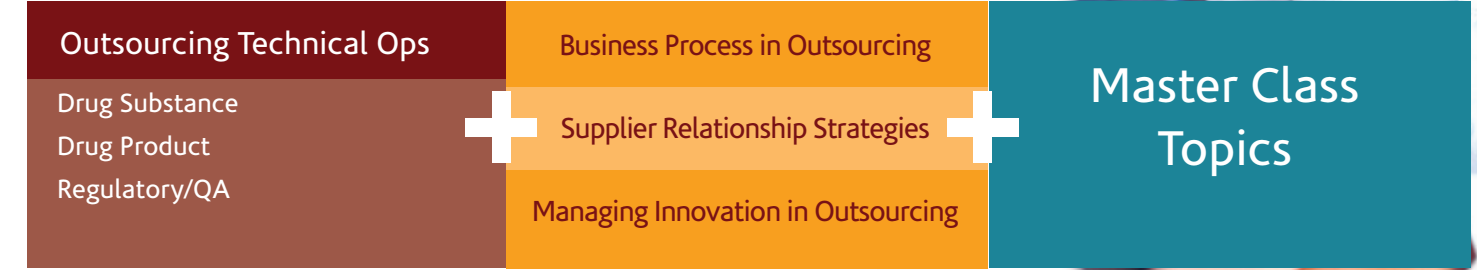 Outsourcing Technical Ops
Drug Substance
Drug Product
Regulatory/QA
Business Process in Outsourcing
Supplier Relationship Strategies
Managing Innovation in Outsourcing
Master Class
Topics